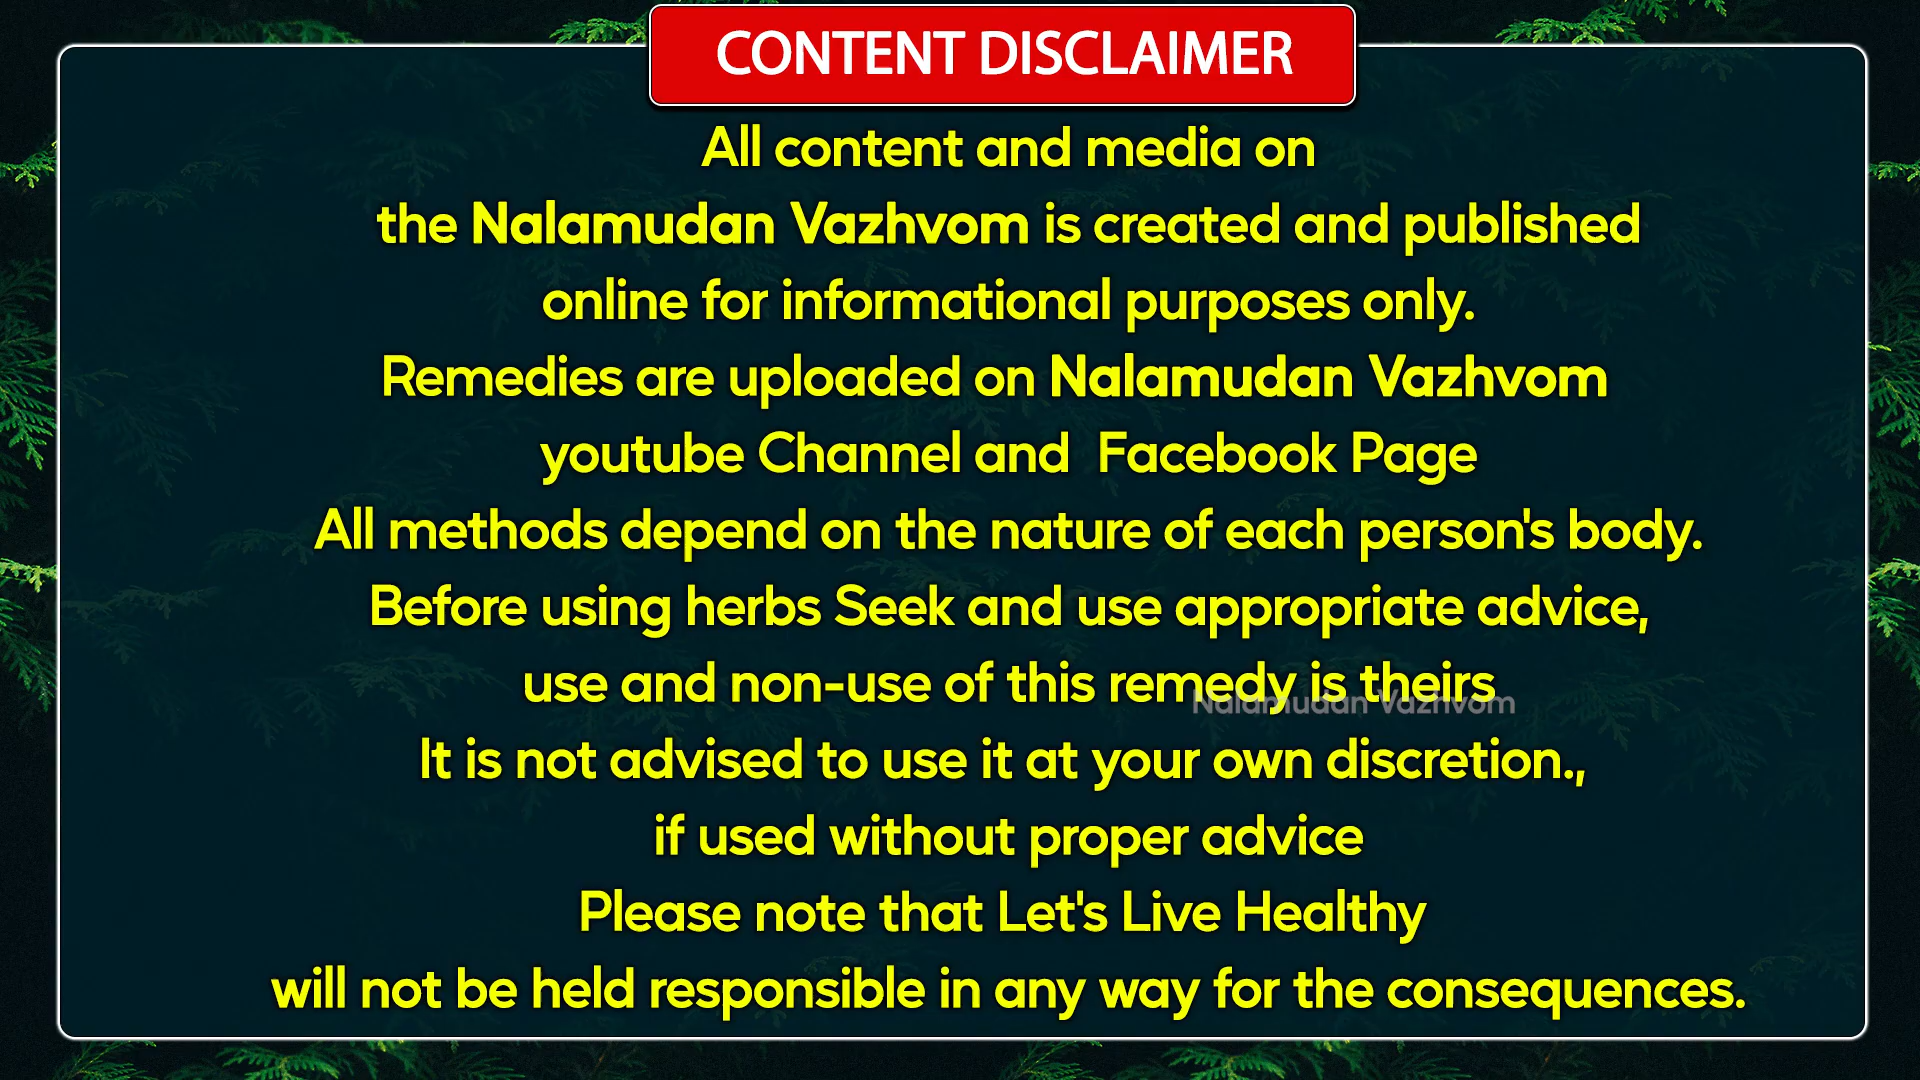 CONTENT DISCLAIMER
All content and media on
the Nalamudan Vazhvom is created and published
online for informational purposes only.
Remedies are uploaded on Nalamudan Vazhvom
youtube Channel and  Facebook Page
All methods depend on the nature of each person's body.
Before using herbs Seek and use appropriate advice,
use and non-use of this remedy is theirs
Nalamudan Vazhvom
It is not advised to use it at your own discretion.,
if used without proper advice
Please note that Let's Live Healthy
will not be held responsible in any way for the consequences.